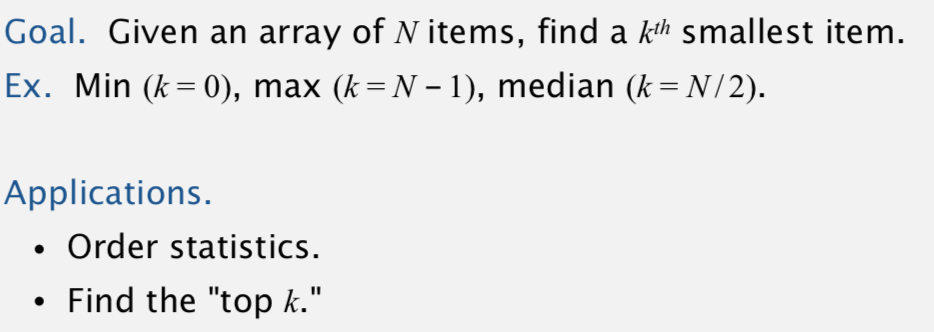 Goal. Given an array of N items, find a kth smallest item.
Ex. Min (k = 0), max (k = N – 1), median (k = N / 2).
Applications.
• Order statistics.
• Find the "top k."